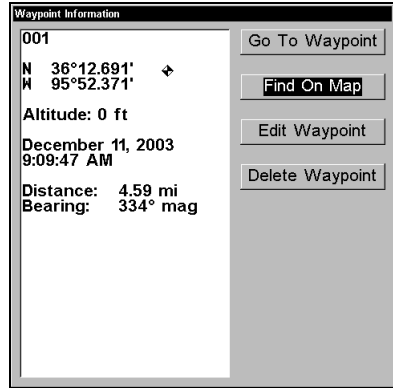 Waypoint Information
001
N 36°12.691'
W 95°52.371'
Altitude: 0 ft
December 11, 2003
9:09:47 AM
Distance: 4.59 mi
Bearing: 334° mag
Go To Waypoint
Find On Map
Edit Waypoint
Delete Waypoint